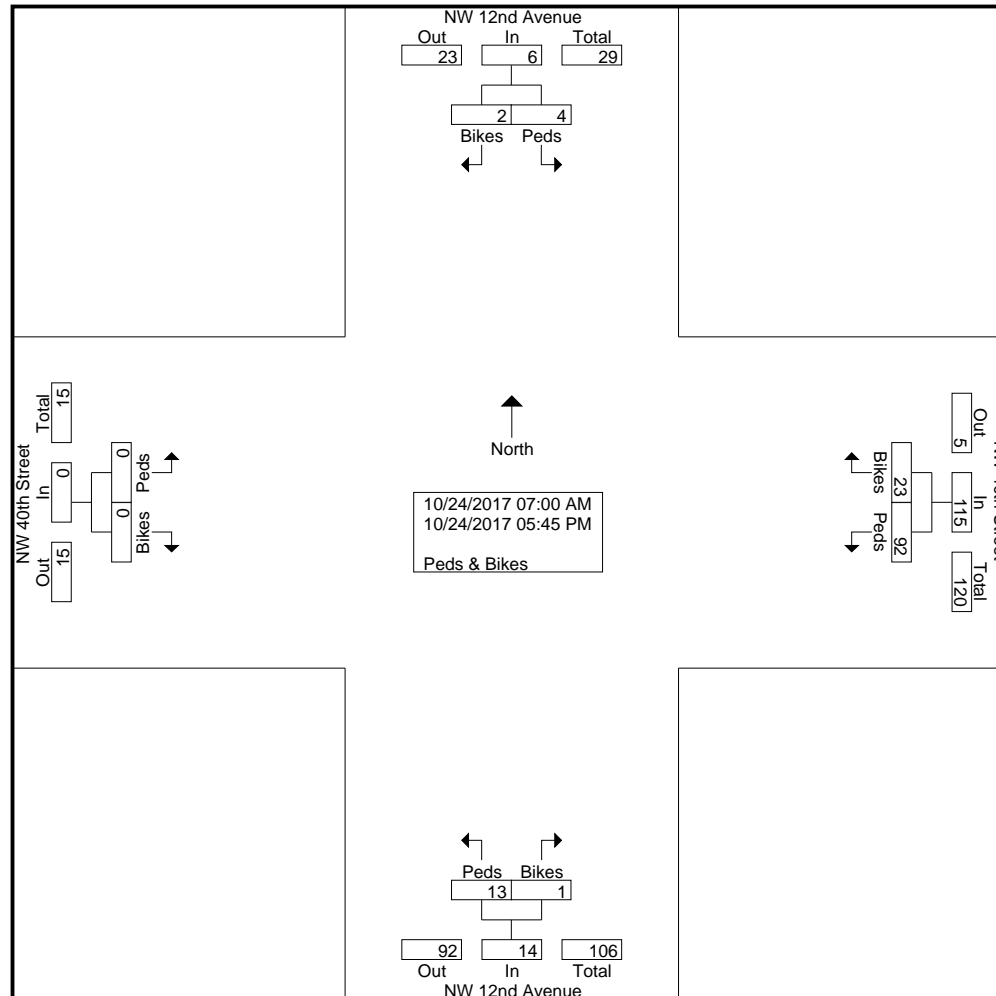 NW 12nd Avenue
Out In Total
23 6 29
2 4
Bikes Peds
North
10/24/2017 07:00 AM
10/24/2017 05:45 PM
Peds & Bikes
NW 40th Street
Total In Out
15 0 15
0 0
Peds Bikes
Out In Total
5 115 120
23 92
Bikes Peds
Peds Bikes
13 1
92 14 106
Out In Total
NW 12nd Avenue